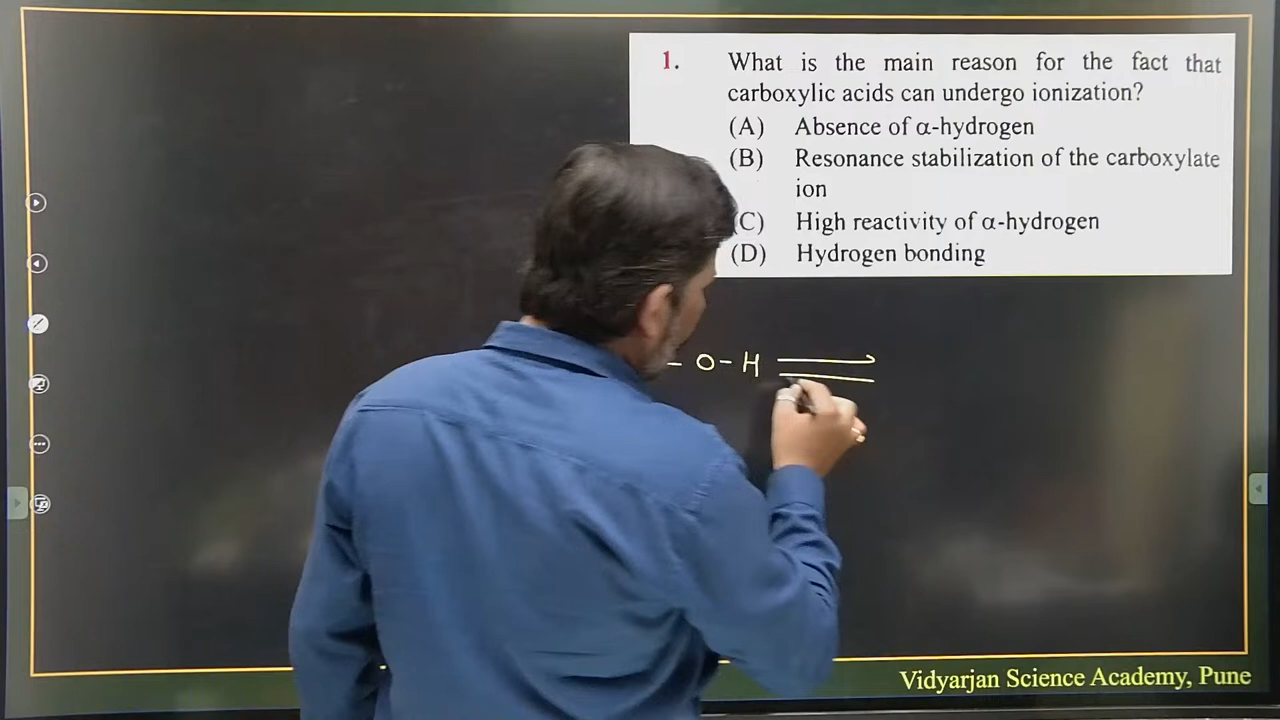 1. What is the main reason for the fact that
carboxylic acids can undergo ionization?
(A) Absence of α-hydrogen
(B) Resonance stabilization of the carboxylate
ion
C) High reactivity of α-hydrogen
(D) Hydrogen bonding
– O – H ⇌
Vidyarjan Science Academy, Pune